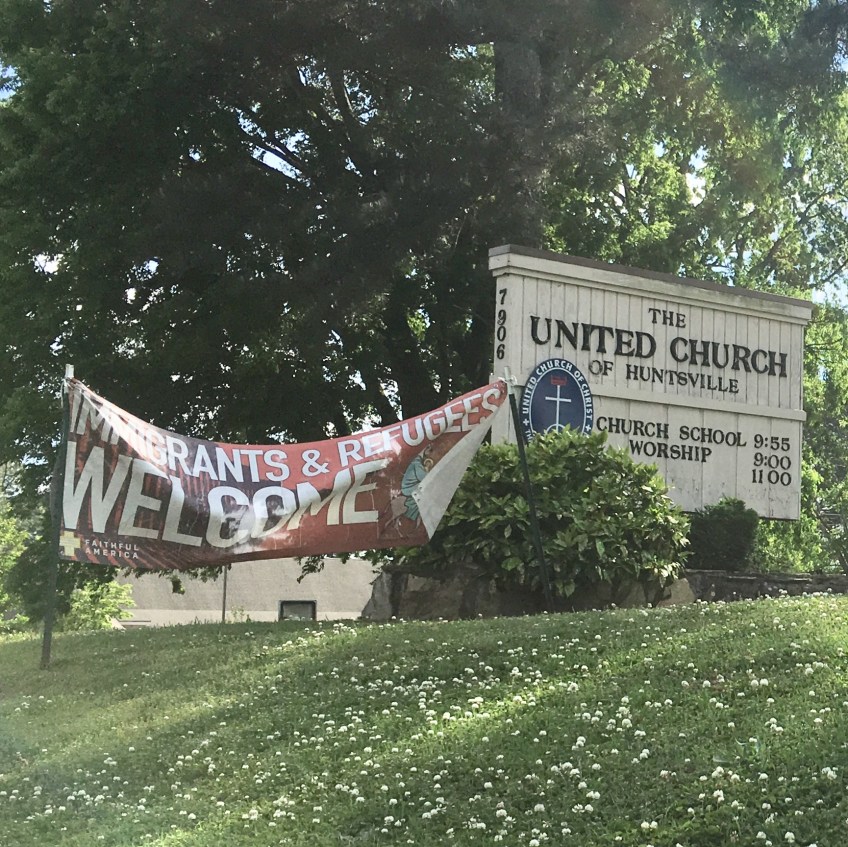 IMMIGRANTS & REFUGEES
WELCOME
FAITHFUL
AMERICA
7906
THE
UNITED CHURCH
OF HUNTSVILLE
UNITED CHURCH OF CHRIST
CHURCH SCHOOL 9:55
WORSHIP 9:00
11 00